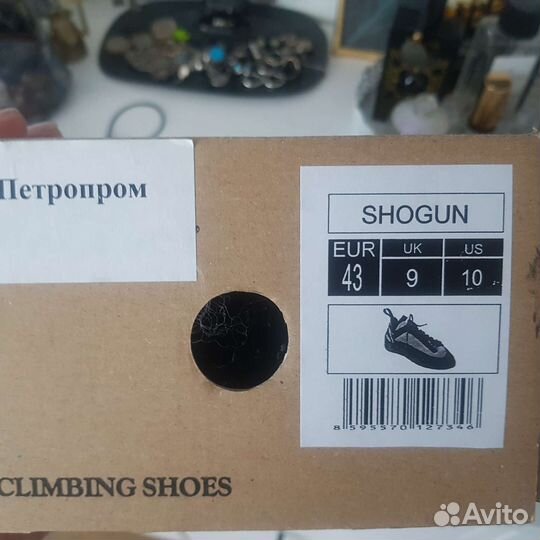 Петропром
SHOGUN
EUR UK US
43 9 10
8 595570 127346
CLIMBING SHOES
Avito